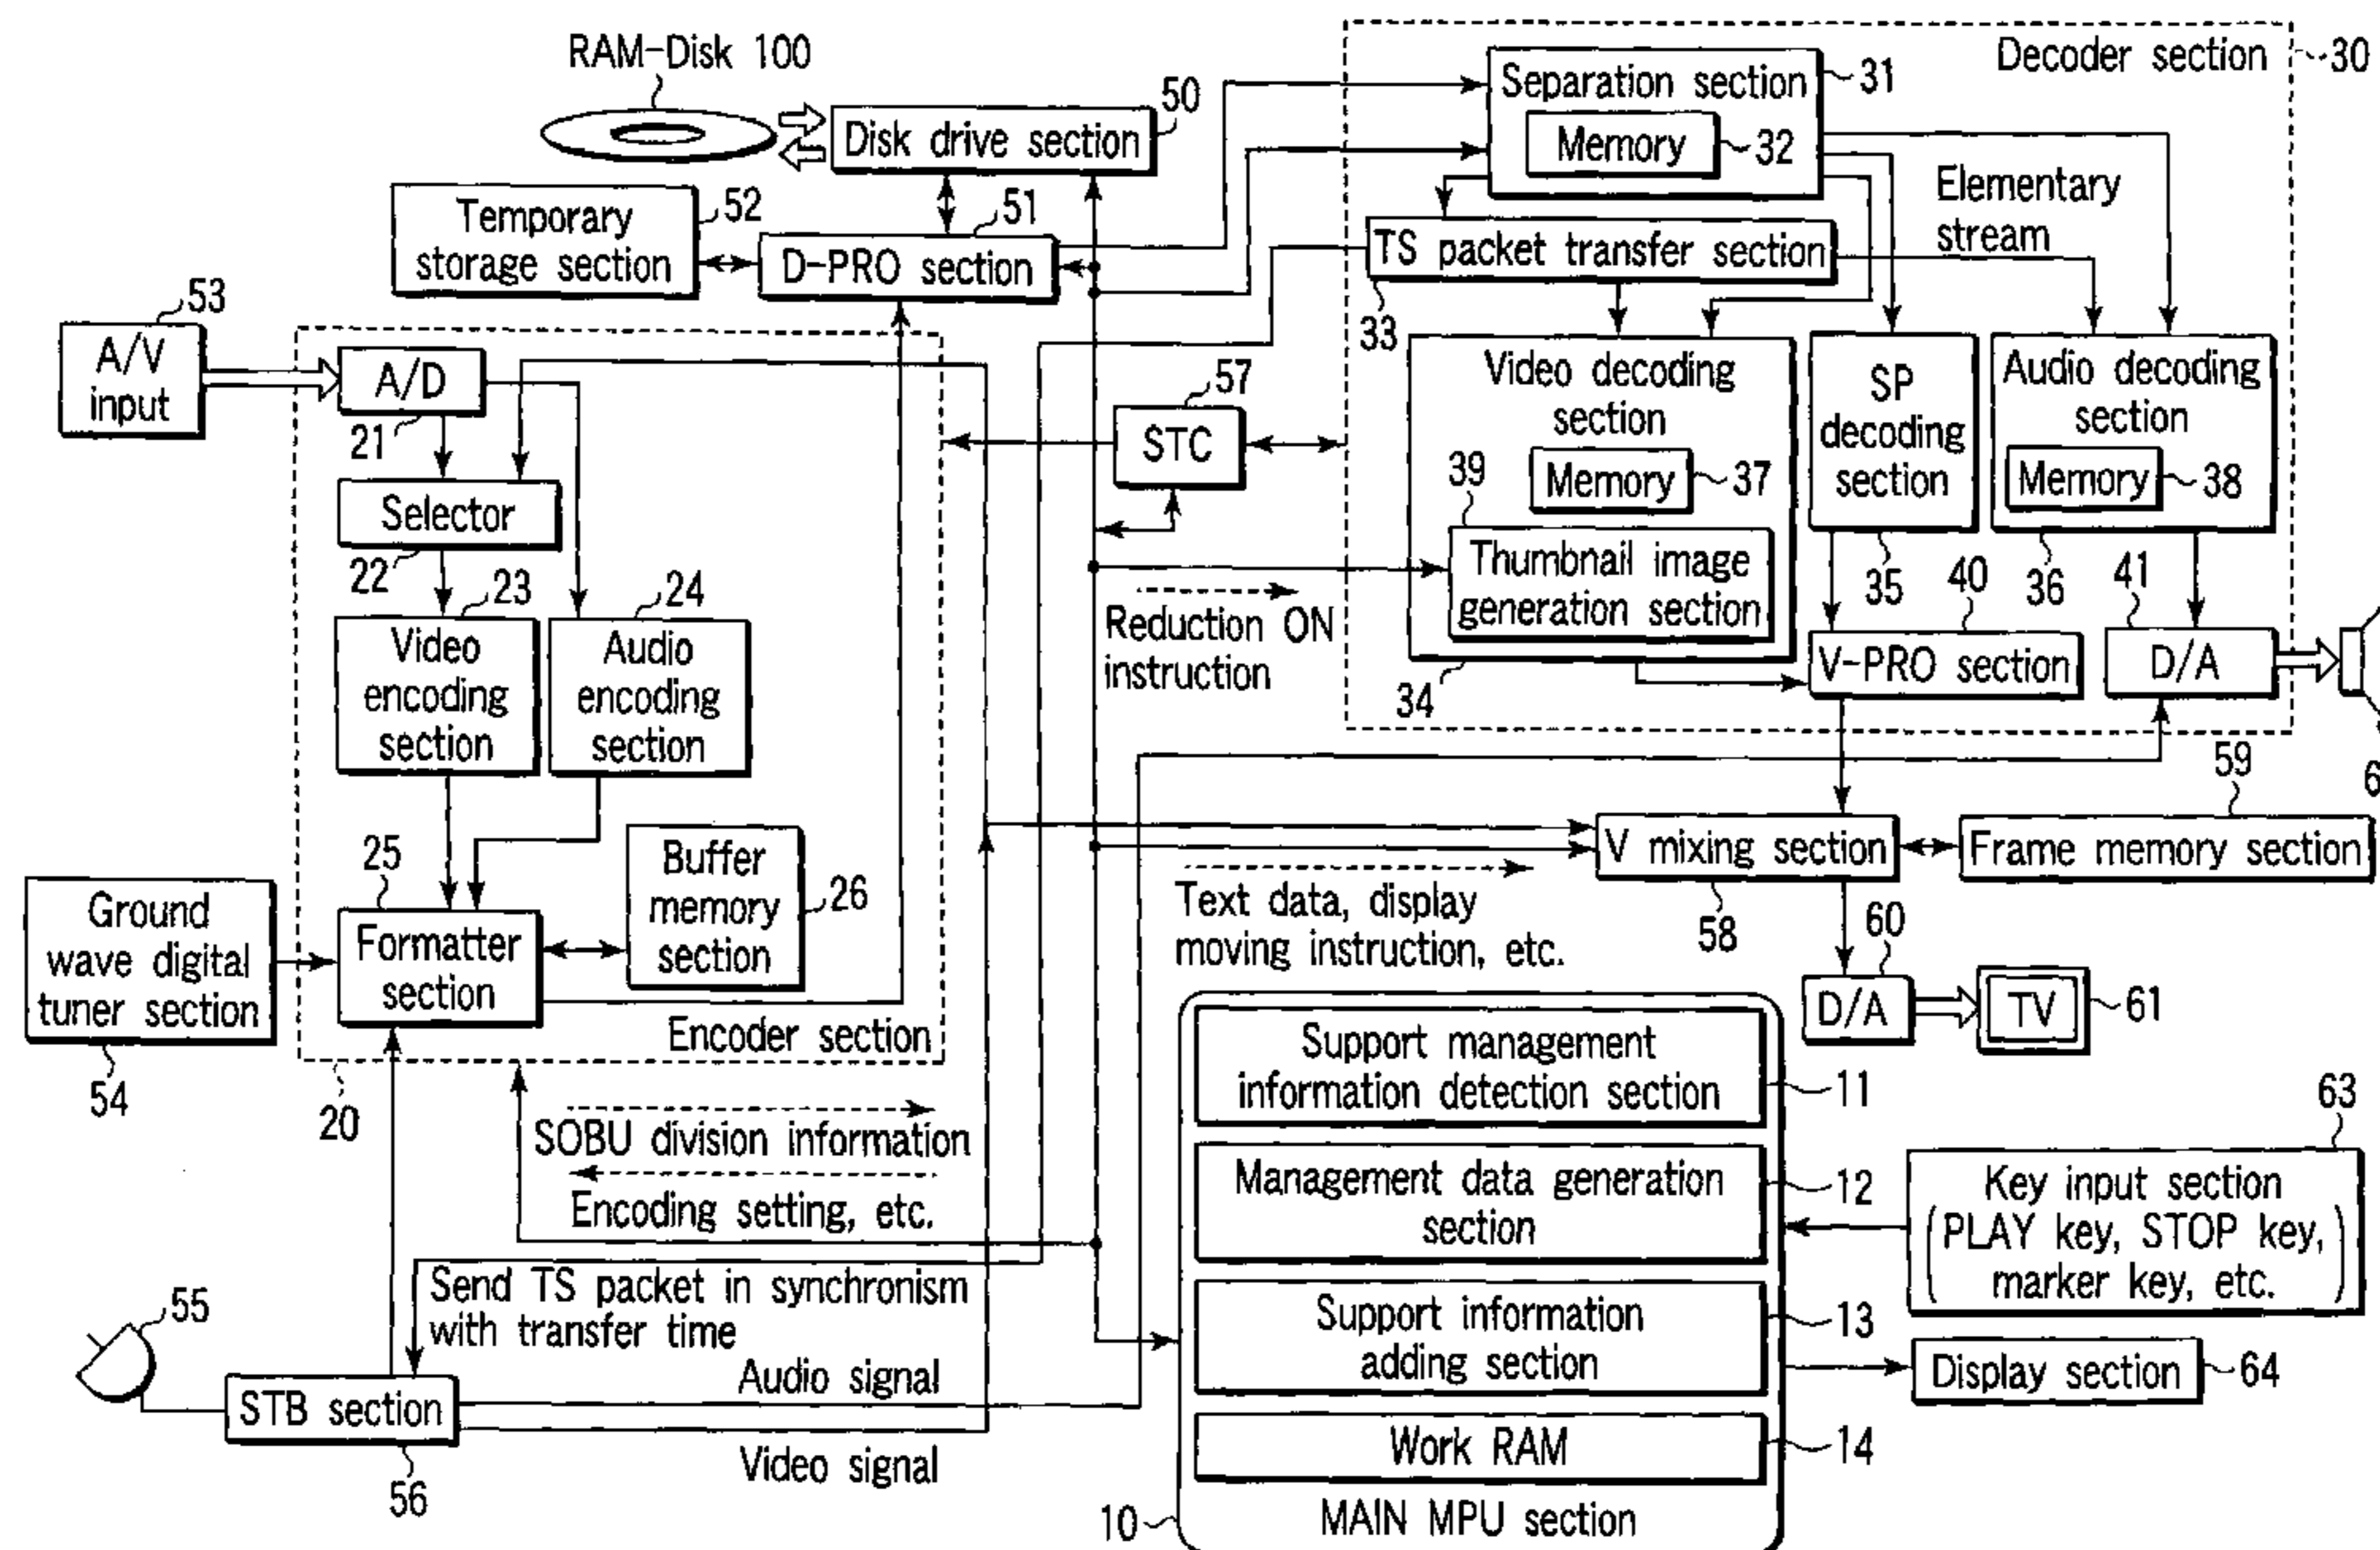 RAM-Disk 100
Disk drive section
50
Temporary
storage section
52
D-PRO section
51
53
A/V
input
A/D
21
Selector
22
23
Video
encoding
section
24
Audio
encoding
section
25
Formatter
section
Buffer
memory
section
26
Encoder section
20
Ground
wave digital
tuner section
54
SOBU division information
Encoding setting, etc.
Send TS packet in synchronism
with transfer time
55
STB section
56
Audio signal
Video signal
57
STC
Reduction ON
instruction
Decoder section
30
Separation section
31
Memory
32
Elementary
stream
TS packet transfer section
33
Video decoding
section
Memory
37
39
Thumbnail image
generation section
34
SP
decoding
section
35
Audio decoding
section
Memory
38
36
40
V-PRO section
41
D/A
6
59
V mixing section
Frame memory section
58
Text data, display
moving instruction, etc.
60
D/A
TV
61
Support management
information detection section
11
Management data generation
section
12
Support information
adding section
13
Work RAM
14
MAIN MPU section
10
63
Key input section
(PLAY key, STOP key,
marker key, etc.)
Display section
64